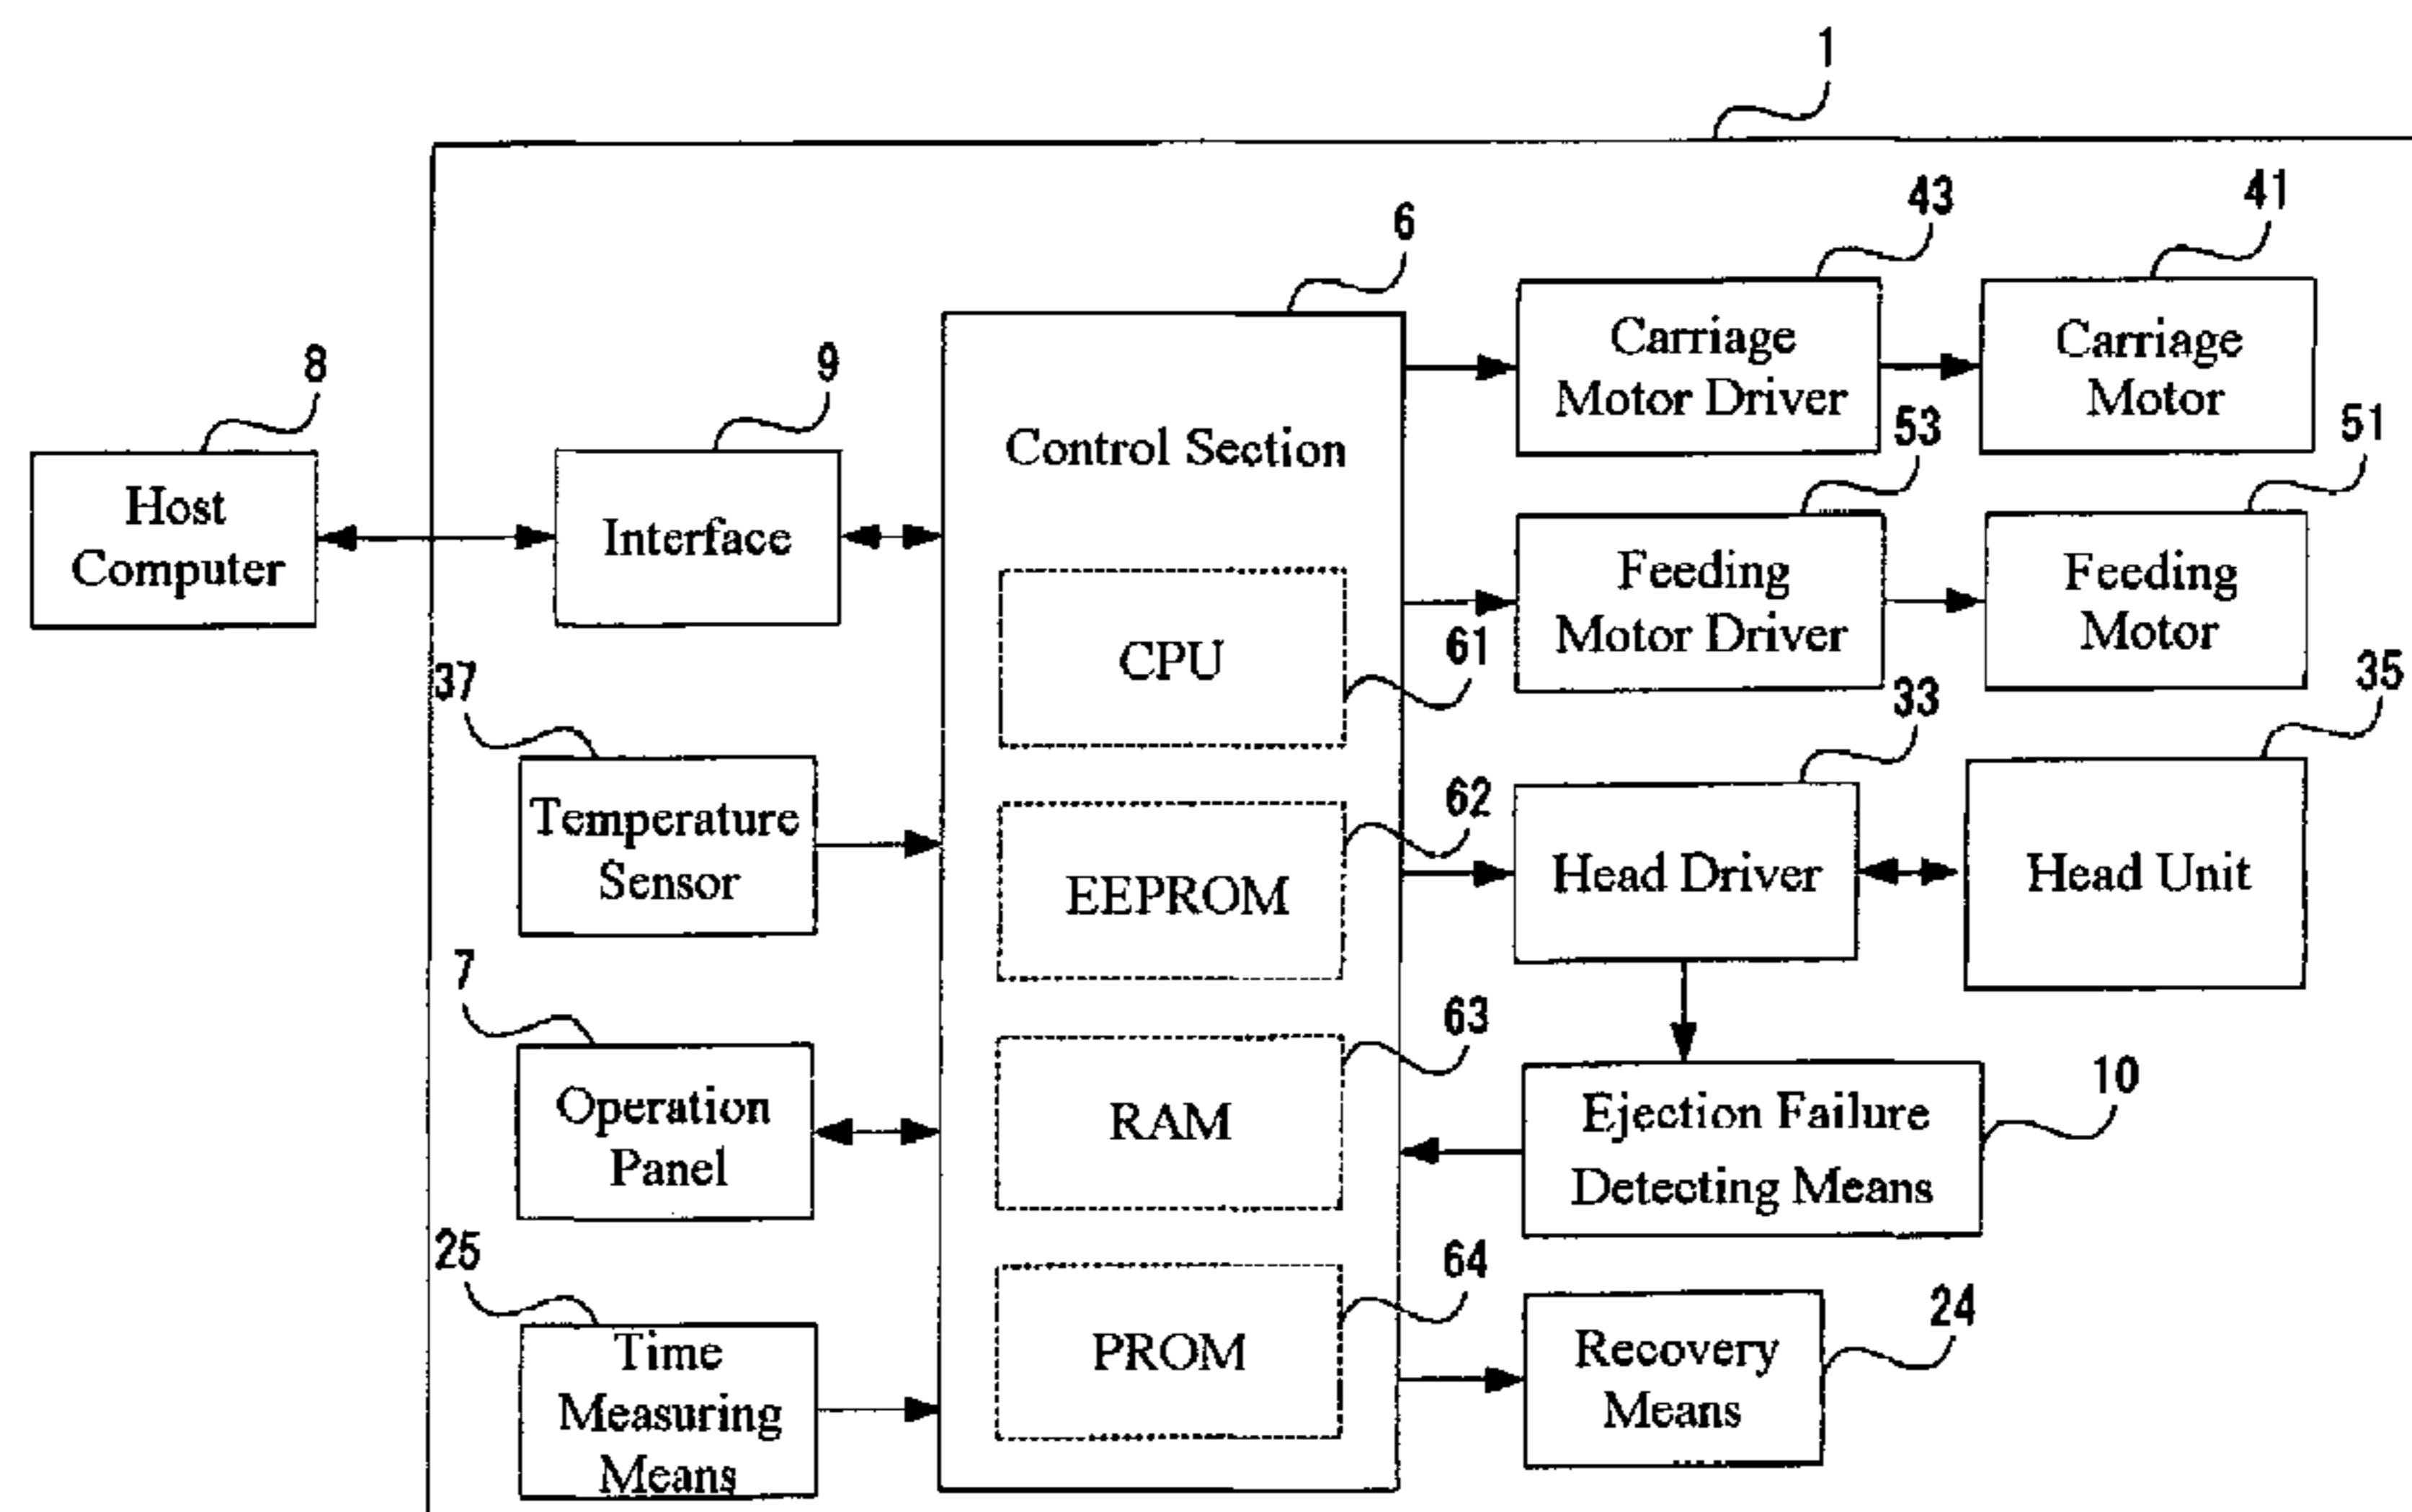 1
43
41
6
Carriage
Motor Driver
Carriage
Motor
8
9
53
51
Control Section
Host
Computer
Interface
Feeding
Motor Driver
Feeding
Motor
CPU
61
37
33
35
Temperature
Sensor
62
EEPROM
Head Driver
Head Unit
7
63
10
Operation
Panel
RAM
Ejection Failure
Detecting Means
25
64
24
Time
Measuring
Means
PROM
Recovery
Means